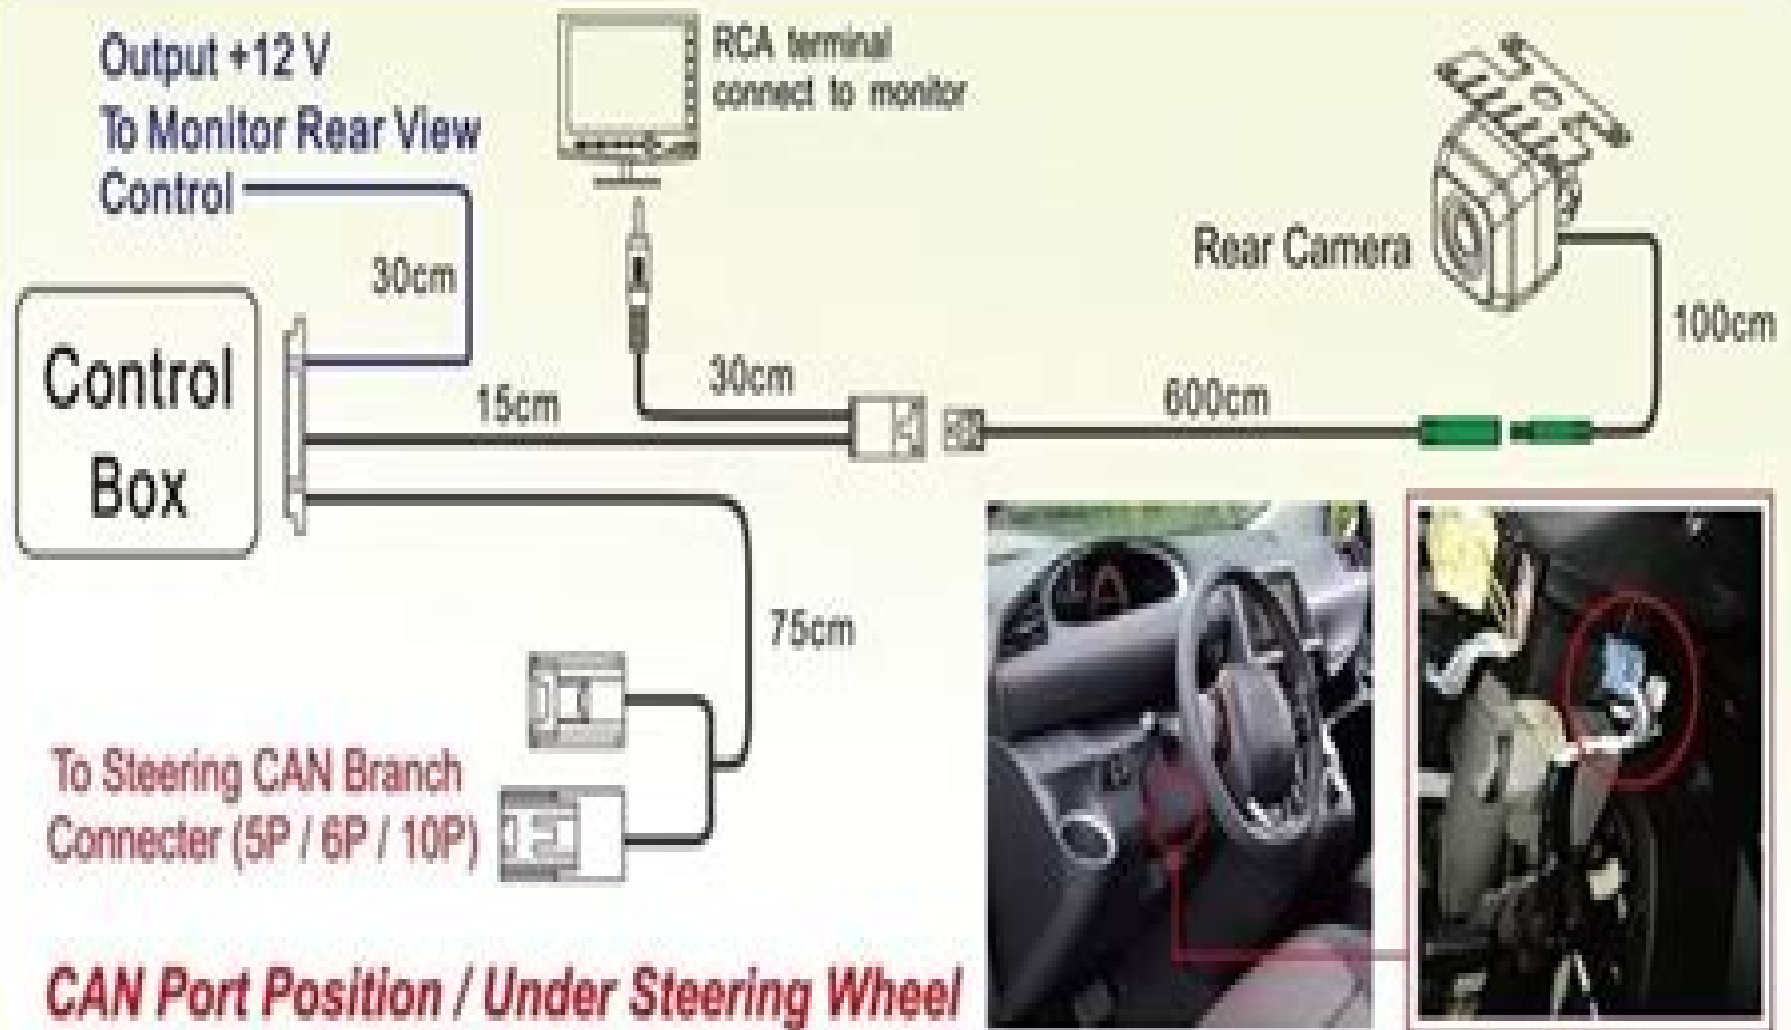 Output +12 V
To Monitor Rear View
Control
RCA terminal
connect to monitor
Rear Camera
30cm
100cm
Control
Box
15cm
30cm
600cm
75cm
To Steering CAN Branch
Connecter (5P / 6P / 10P)
CAN Port Position / Under Steering Wheel